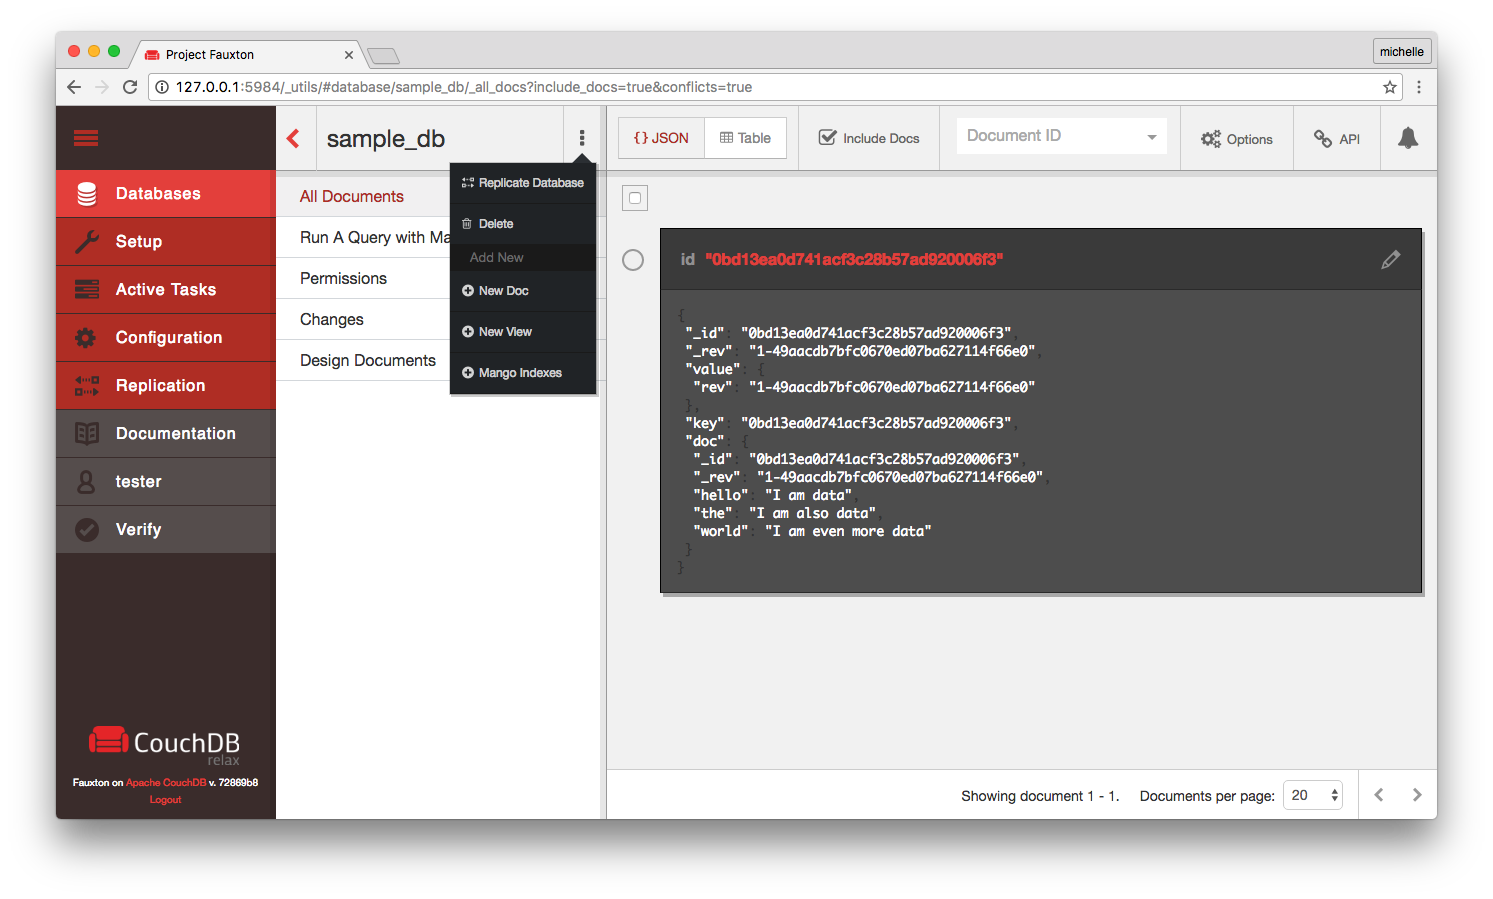 Project Fauxton
michelle
127.0.0.1:5984/_utils/#database/sample_db/_all_docs?include_docs=true&conflicts=true
Databases
Setup
Active Tasks
Configuration
Replication
Documentation
tester
Verify
CouchDB
relax
Fauxton on Apache CouchDB v. 72869b8
Logout
sample_db
All Documents
Run A Query with Ma
Permissions
Changes
Design Documents
Replicate Database
Delete
Add New
New Doc
New View
Mango Indexes
{} JSON
Table
Include Docs
Document ID
Options
API
id "0bd13ea0d741acf3c28b57ad920006f3"
{
"_id": "0bd13ea0d741acf3c28b57ad920006f3",
"_rev": "1-49aacdb7bfc0670ed07ba627114f66e0",
"value": {
"rev": "1-49aacdb7bfc0670ed07ba627114f66e0"
},
"key": "0bd13ea0d741acf3c28b57ad920006f3",
"doc": {
"_id": "0bd13ea0d741acf3c28b57ad920006f3",
"_rev": "1-49aacdb7bfc0670ed07ba627114f66e0",
"hello": "I am data",
"the": "I am also data",
"world": "I am even more data"
}
}
Showing document 1 - 1.
Documents per page: 20